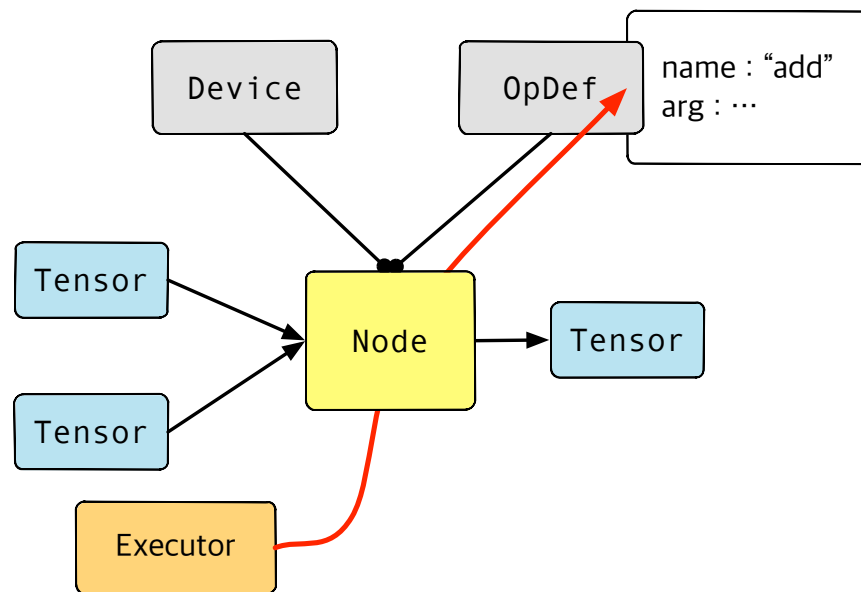 Device
OpDef
name : “add”
arg : …
Tensor
Node
Tensor
Tensor
Executor